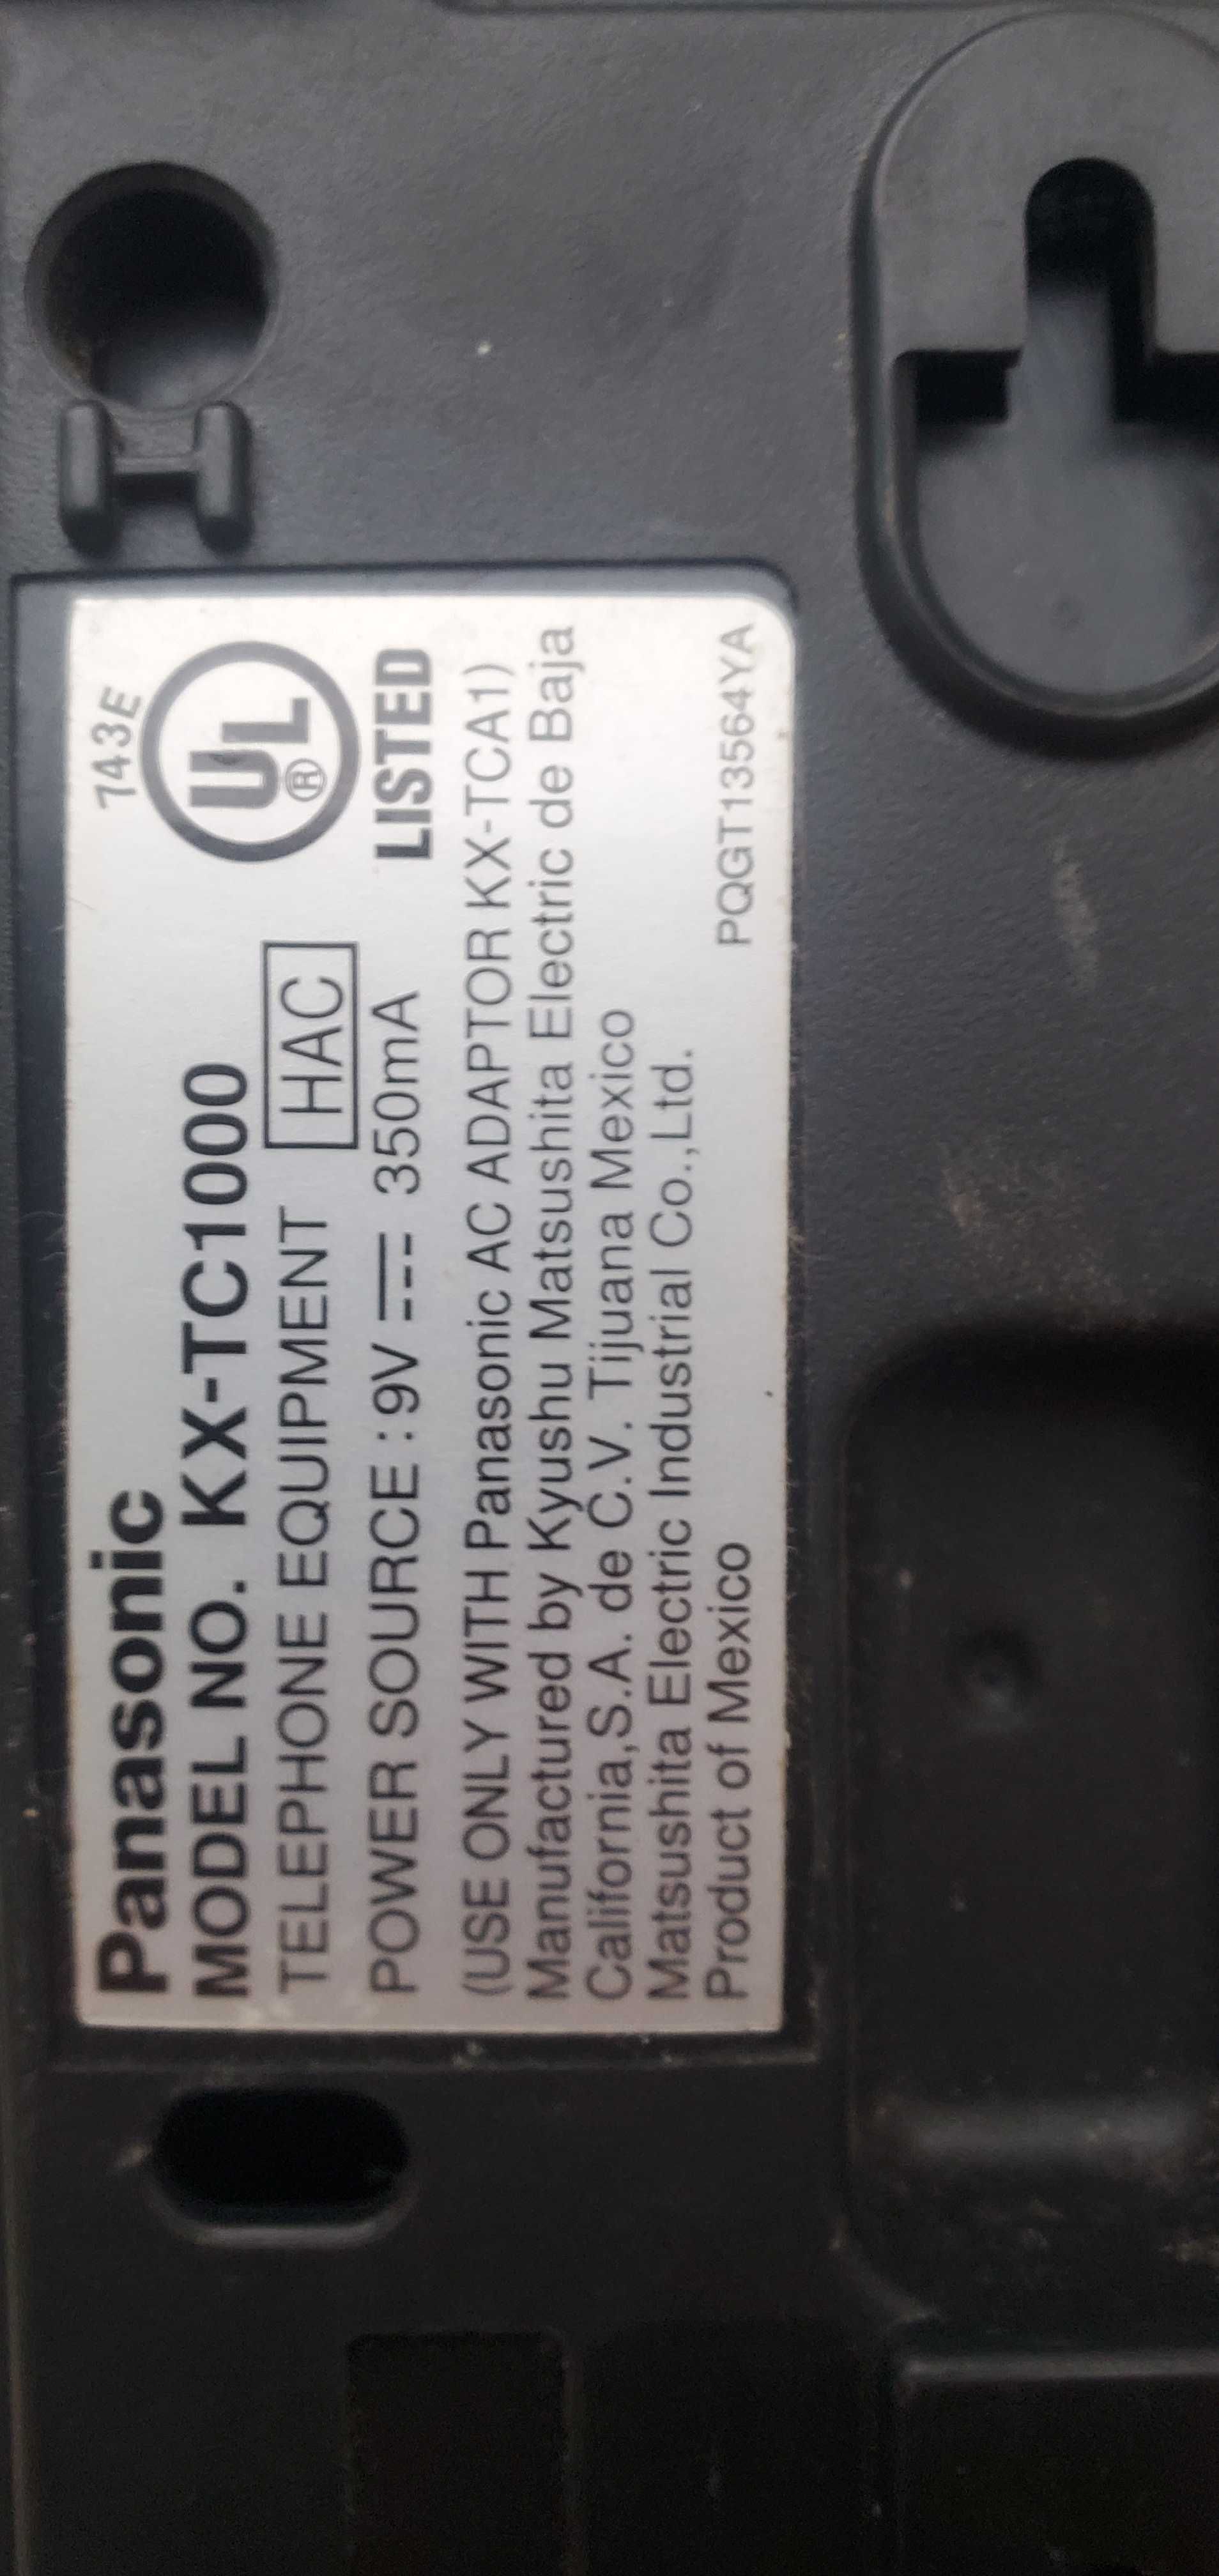 Panasonic
743E
MODEL NO. KX-TC1000
UL
®
LISTED
TELEPHONE EQUIPMENT HAC
POWER SOURCE : 9V ⎓ 350mA
(USE ONLY WITH Panasonic AC ADAPTOR KX-TCA1)
Manufactured by Kyushu Matsushita Electric de Baja
California,S.A. de C.V. Tijuana Mexico
Matsushita Electric Industrial Co.,Ltd.
Product of Mexico
PQGT13564YA